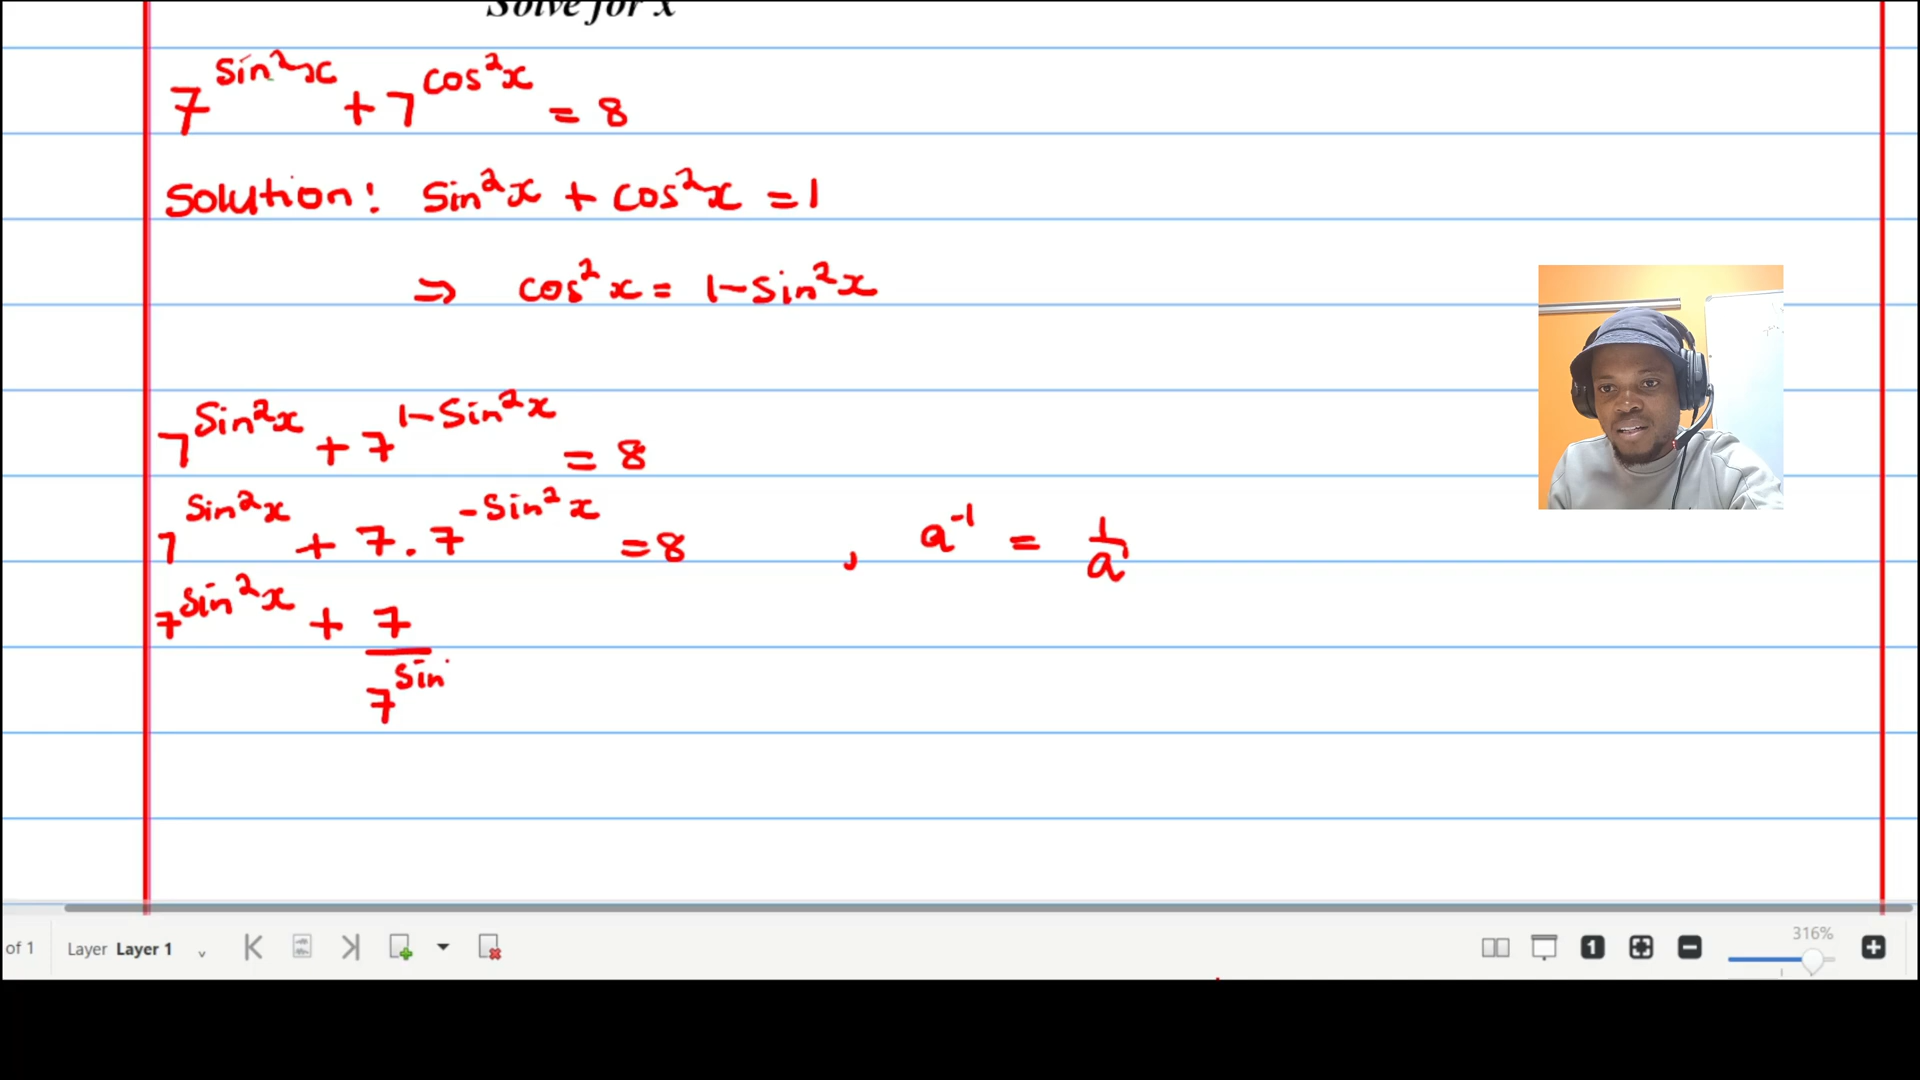 Solve for x
7^sin²x + 7^cos²x = 8
Solution: sin²x + cos²x = 1
⇒ cos²x = 1-sin²x
7^sin²x + 7^1-sin²x = 8
7^sin²x + 7.7^-sin²x = 8 , a^-1 = 1/a
7^sin²x + 7/7^sin
of 1 Layer Layer 1 1 316%